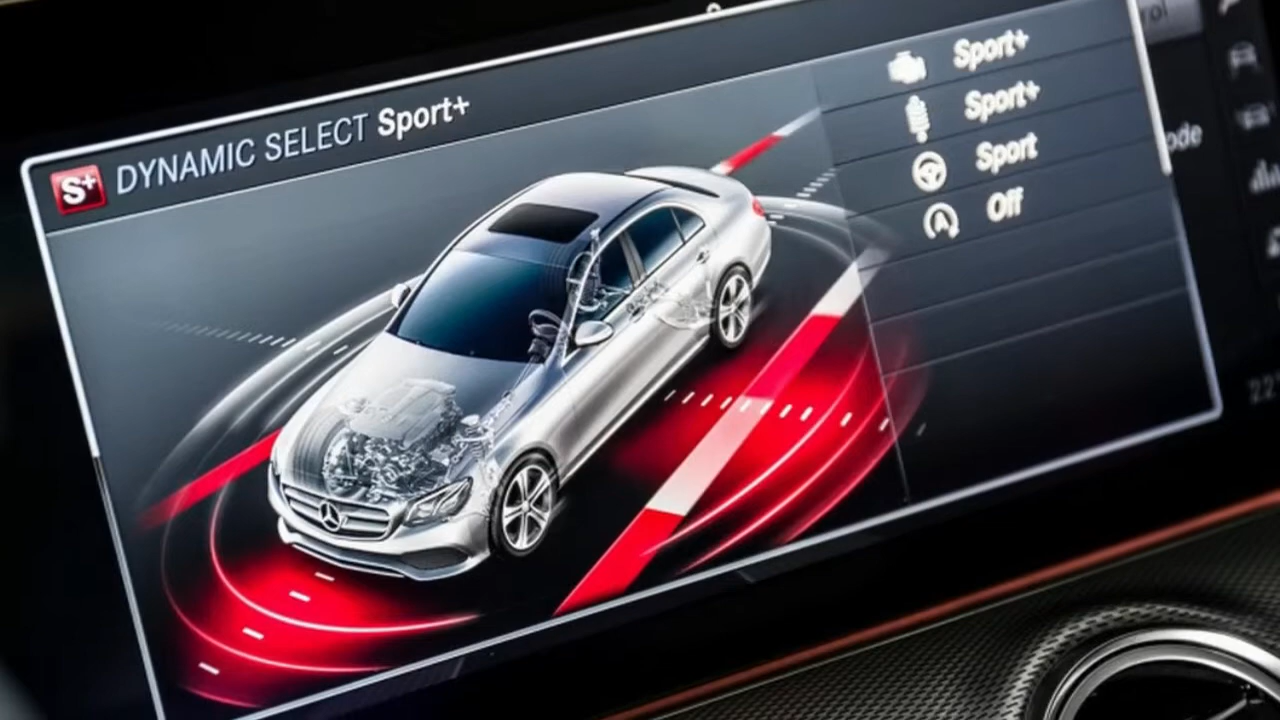 S+ DYNAMIC SELECT Sport+
Sport+
Sport+
Sport
Off
A